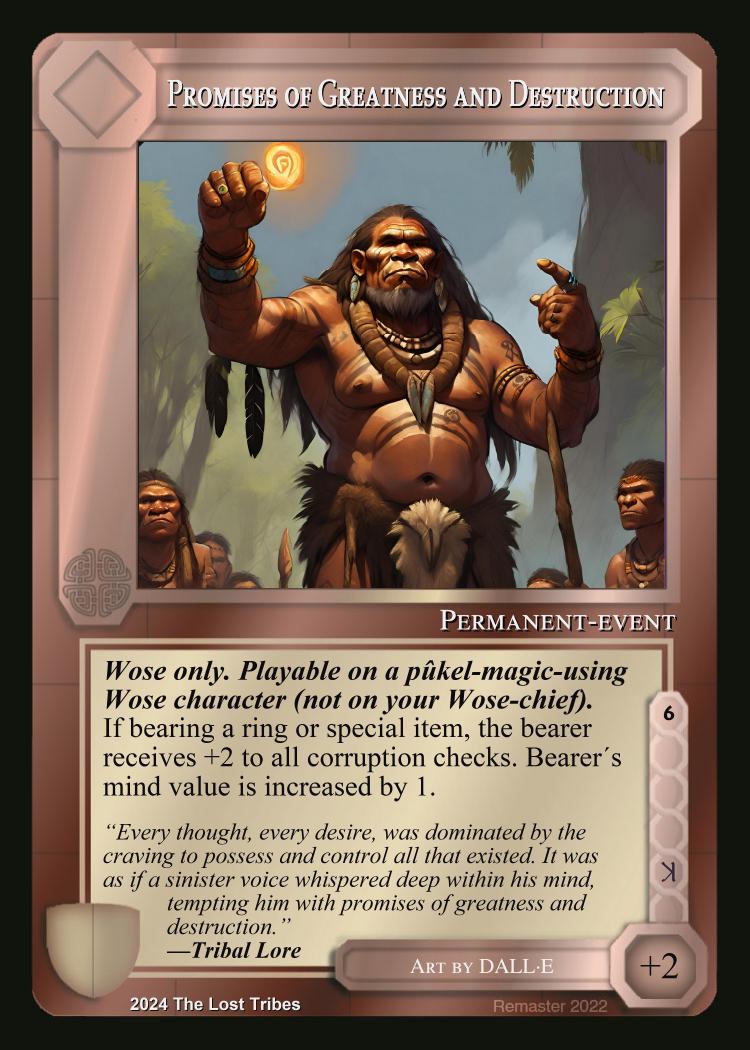 Promises of Greatness and Destruction
Permanent-event
Wose only. Playable on a pûkel-magic-using
Wose character (not on your Wose-chief).
If bearing a ring or special item, the bearer
receives +2 to all corruption checks. Bearer´s
mind value is increased by 1.
6
“Every thought, every desire, was dominated by the
craving to possess and control all that existed. It was
as if a sinister voice whispered deep within his mind,
tempting him with promises of greatness and
destruction.”
—Tribal Lore
Art by DALL·E
+2
2024 The Lost Tribes
Remaster 2022